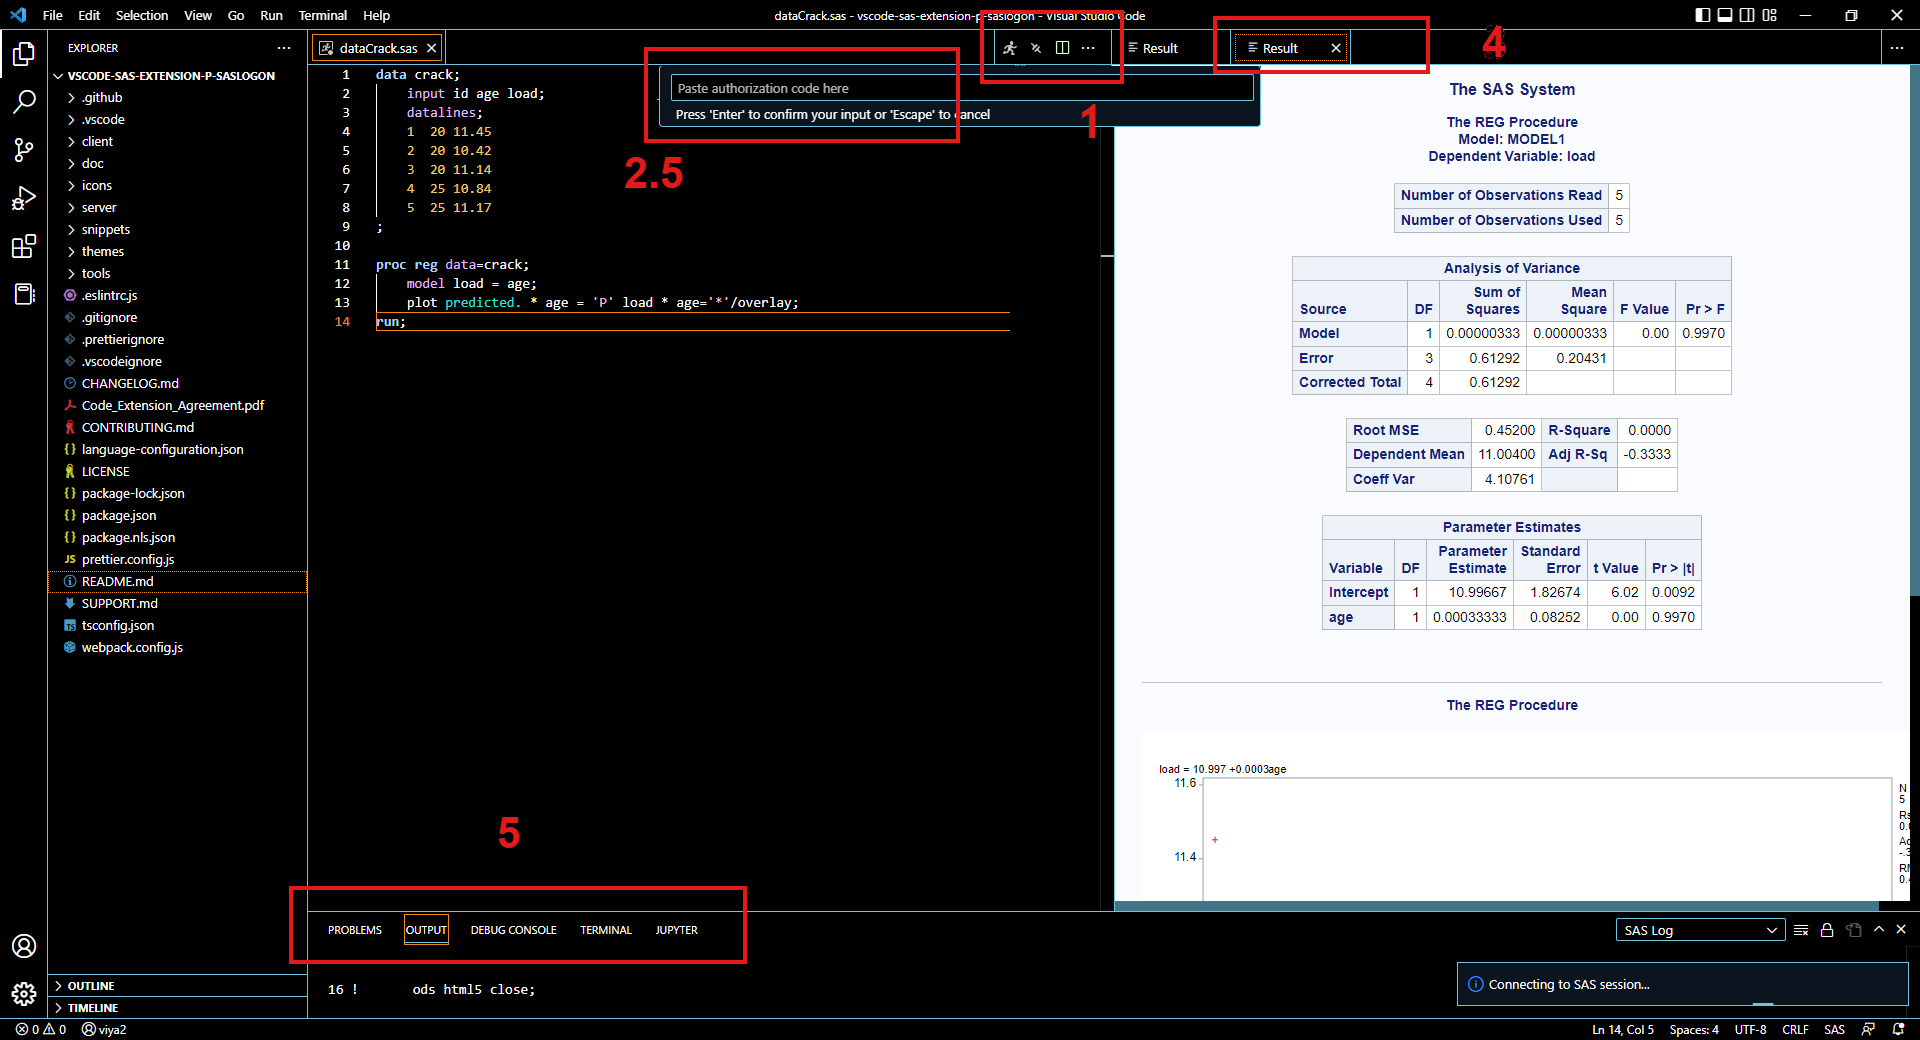 File Edit Selection View Go Run Terminal Help
dataCrack.sas - vscode-sas-extension-p-saslogon - Visual Studio Code
EXPLORER
VSCODE-SAS-EXTENSION-P-SASLOGON
.github
.vscode
client
doc
icons
server
snippets
themes
tools
.eslintrc.js
.gitignore
.prettierignore
.vscodeignore
CHANGELOG.md
Code_Extension_Agreement.pdf
CONTRIBUTING.md
language-configuration.json
LICENSE
package-lock.json
package.json
package.nls.json
JS prettier.config.js
README.md
SUPPORT.md
TS tsconfig.json
webpack.config.js
OUTLINE
TIMELINE
dataCrack.sas
1 data crack;
2 input id age load;
3 datalines;
4 1 20 11.45
5 2 20 10.42
6 3 20 11.14
7 4 25 10.84
8 5 25 11.17
9 ;
10
11 proc reg data=crack;
12 model load = age;
13 plot predicted. * age = 'P' load * age='*'/overlay;
14 run;
Paste authorization code here
Press 'Enter' to confirm your input or 'Escape' to cancel
1
2.5
4
5
Result
Result
The SAS System
The REG Procedure
Model: MODEL1
Dependent Variable: load
Number of Observations Read 5
Number of Observations Used 5
Analysis of Variance
Source DF Sum of Squares Mean Square F Value Pr > F
Model 1 0.00000333 0.00000333 0.00 0.9970
Error 3 0.61292 0.20431
Corrected Total 4 0.61292
Root MSE 0.45200 R-Square 0.0000
Dependent Mean 11.00400 Adj R-Sq -0.3333
Coeff Var 4.10761
Parameter Estimates
Variable DF Parameter Estimate Standard Error t Value Pr > |t|
Intercept 1 10.99667 1.82674 6.02 0.0092
age 1 0.00033333 0.08252 0.00 0.9970
The REG Procedure
load = 10.997 +0.0003age
11.6
11.4
N
5
PROBLEMS OUTPUT DEBUG CONSOLE TERMINAL JUPYTER
SAS Log
16 ! ods html5 close;
Connecting to SAS session...
0 0 viya2
Ln 14, Col 5 Spaces: 4 UTF-8 CRLF SAS